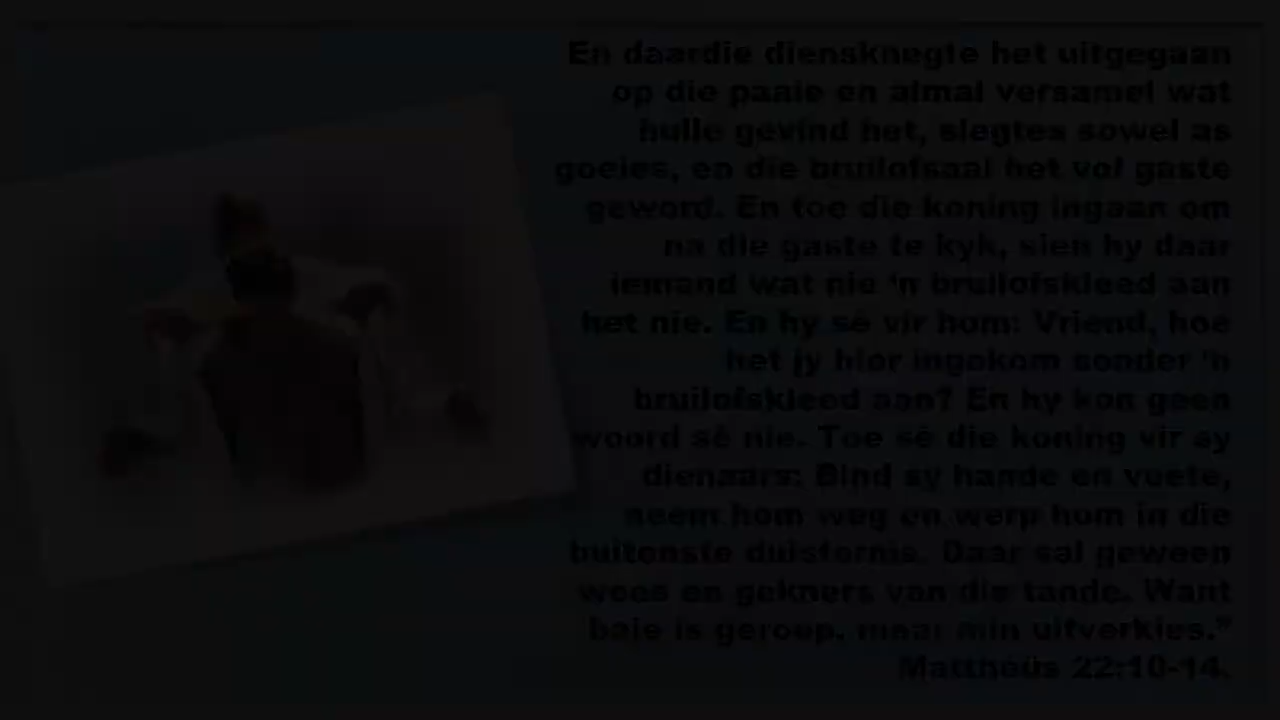 En daardie diensknegte het uitgegaan
op die paaie en almal versamel wat
hulle gevind het, slegtes sowel as
goeies, en die bruilofsaal het vol gaste
geword. En toe die koning ingaan om
na die gaste te kyk, sien hy daar
iemand wat nie 'n bruilofskleed aan
het nie. En hy sê vir hom: Vriend, hoe
het jy hier ingekom sonder 'n
bruilofskleed aan? En hy kon geen
woord sê nie. Toe sê die koning vir sy
dienaars: Bind sy hande en voete,
neem hom weg en werp hom in die
buitenste duisternis. Daar sal geween
wees en gekners van die tande. Want
baie is geroep, maar min uitverkies.”
Mattheüs 22:10-14.